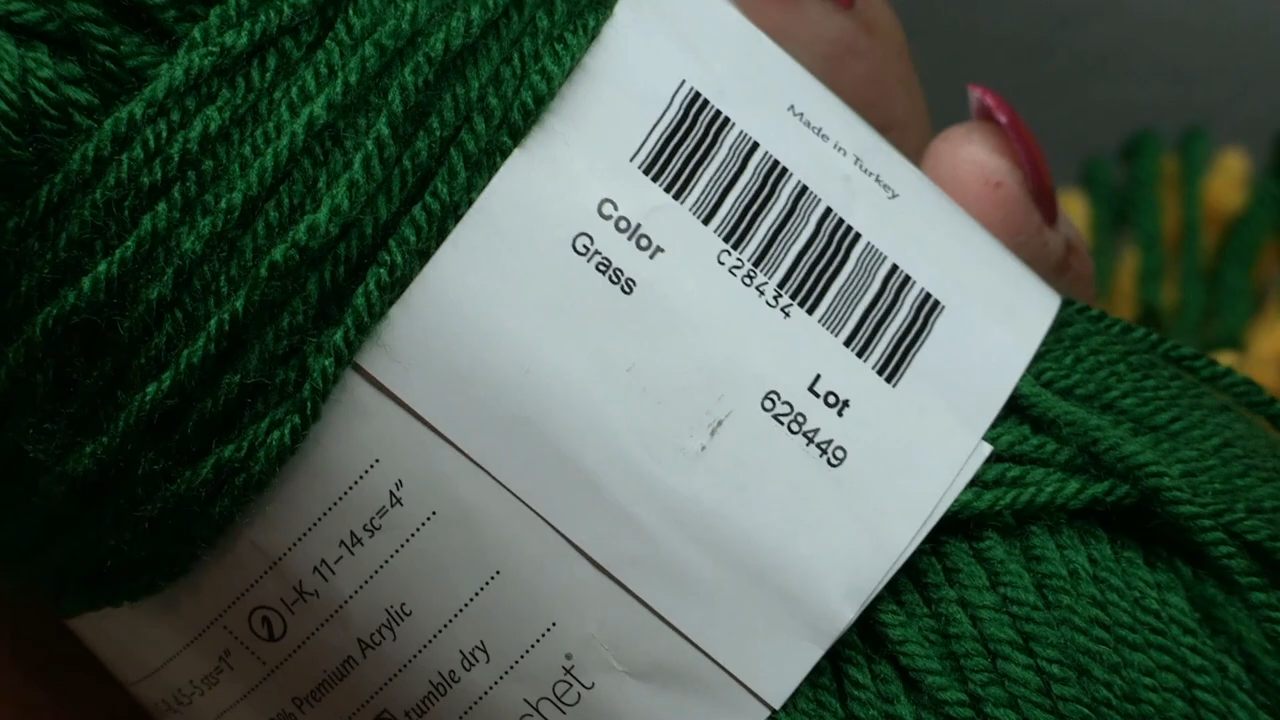 Made in Turkey
Color
Grass
C28434
Lot
628449
I–K, 11–14 sc=4"
Premium Acrylic
tumble dry